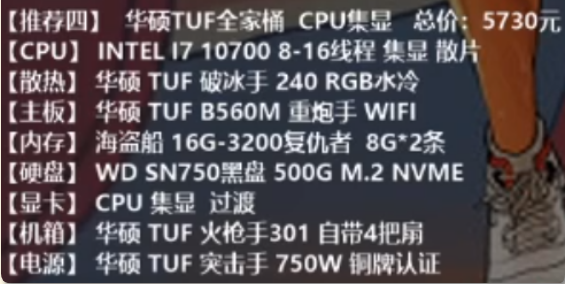 【推荐四】 华硕TUF全家桶 CPU集显 总价：5730元
【CPU】 INTEL I7 10700 8-16线程 集显 散片
【散热】 华硕 TUF 破冰手 240 RGB水冷
【主板】 华硕 TUF B560M 重炮手 WIFI
【内存】 海盗船 16G-3200复仇者 8G*2条
【硬盘】 WD SN750黑盘 500G M.2 NVME
【显卡】 CPU 集显 过渡
【机箱】 华硕 TUF 火枪手301 自带4把扇
【电源】 华硕 TUF 突击手 750W 铜牌认证